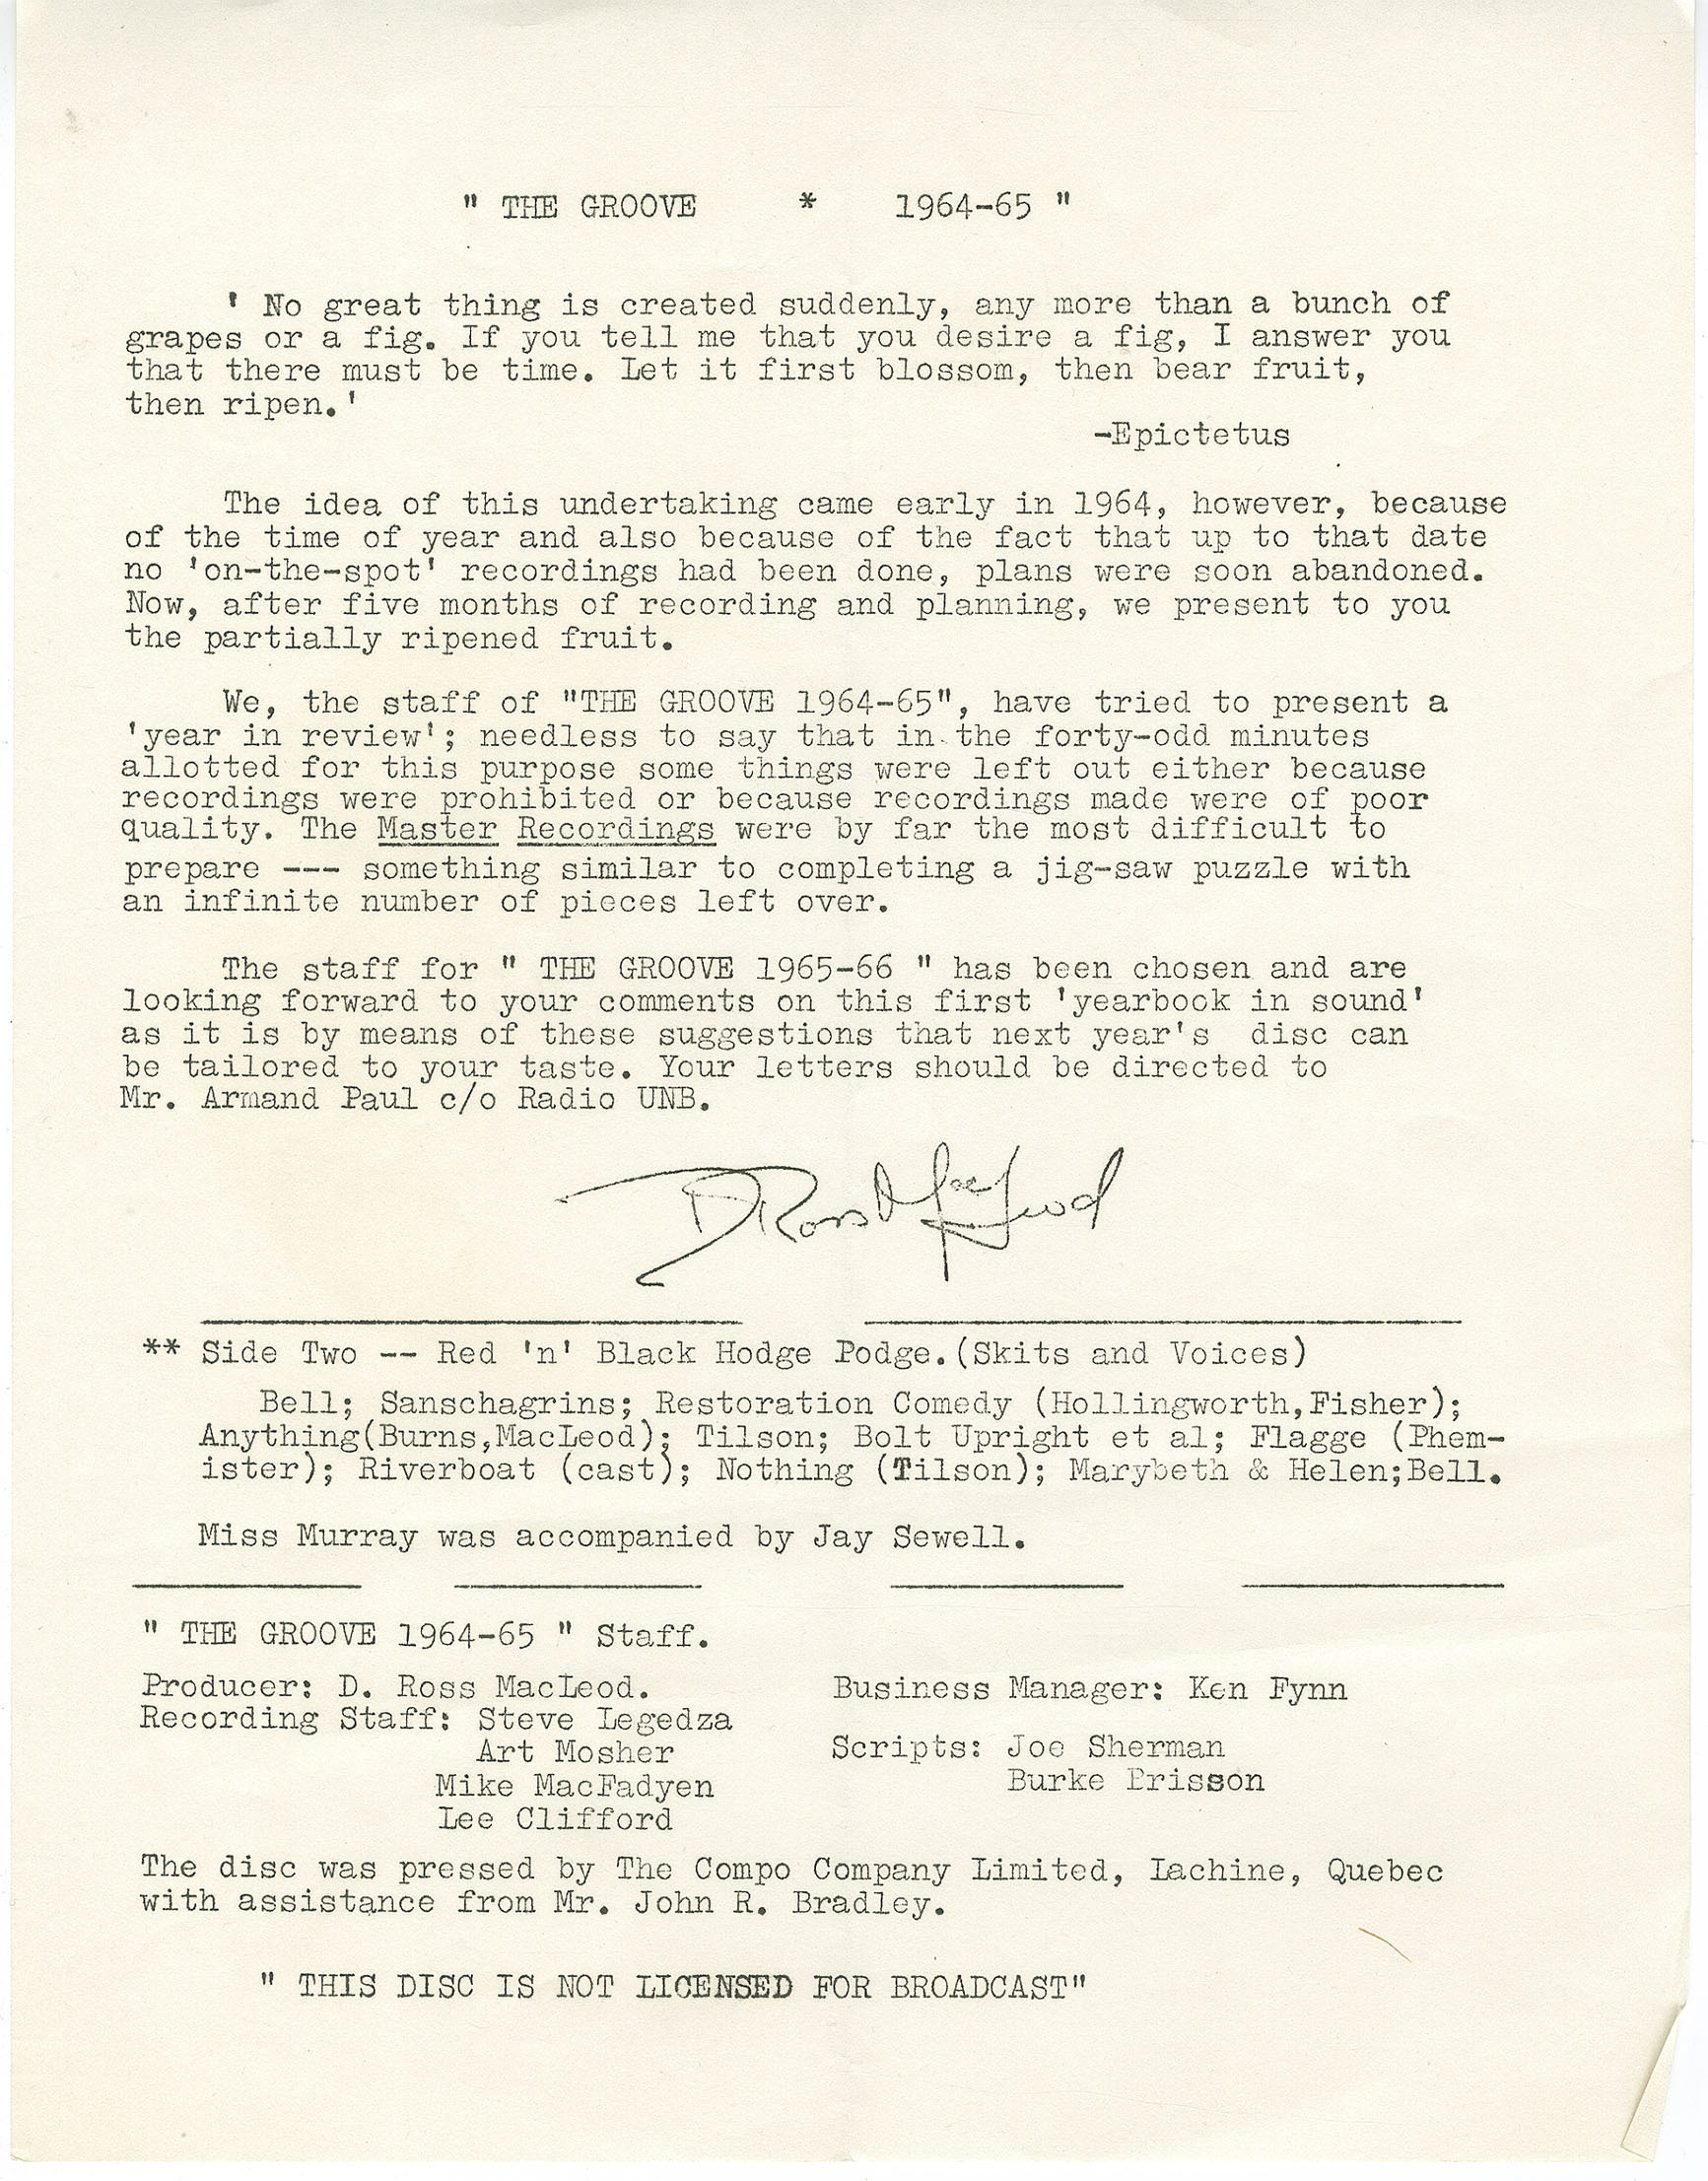 " THE GROOVE * 1964-65 "
' No great thing is created suddenly, any more than a bunch of
grapes or a fig. If you tell me that you desire a fig, I answer you
that there must be time. Let it first blossom, then bear fruit,
then ripen.'
-Epictetus
The idea of this undertaking came early in 1964, however, because
of the time of year and also because of the fact that up to that date
no 'on-the-spot' recordings had been done, plans were soon abandoned.
Now, after five months of recording and planning, we present to you
the partially ripened fruit.
We, the staff of "THE GROOVE 1964-65", have tried to present a
'year in review'; needless to say that in the forty-odd minutes
allotted for this purpose some things were left out either because
recordings were prohibited or because recordings made were of poor
quality. The Master Recordings were by far the most difficult to
prepare --- something similar to completing a jig-saw puzzle with
an infinite number of pieces left over.
The staff for " THE GROOVE 1965-66 " has been chosen and are
looking forward to your comments on this first 'yearbook in sound'
as it is by means of these suggestions that next year's disc can
be tailored to your taste. Your letters should be directed to
Mr. Armand Paul c/o Radio UNB.
D Ross MacLeod
** Side Two -- Red 'n' Black Hodge Podge.(Skits and Voices)
Bell; Sanschagrins; Restoration Comedy (Hollingworth,Fisher);
Anything(Burns,MacLeod); Tilson; Bolt Upright et al; Flagge (Phem-
ister); Riverboat (cast); Nothing (Tilson); Marybeth & Helen;Bell.
Miss Murray was accompanied by Jay Sewell.
" THE GROOVE 1964-65 " Staff.
Producer: D. Ross MacLeod. Business Manager: Ken Fynn
Recording Staff: Steve Legedza
Art Mosher Scripts: Joe Sherman
Mike MacFadyen Burke Brisson
Lee Clifford
The disc was pressed by The Compo Company Limited, Lachine, Quebec
with assistance from Mr. John R. Bradley.
" THIS DISC IS NOT LICENSED FOR BROADCAST"